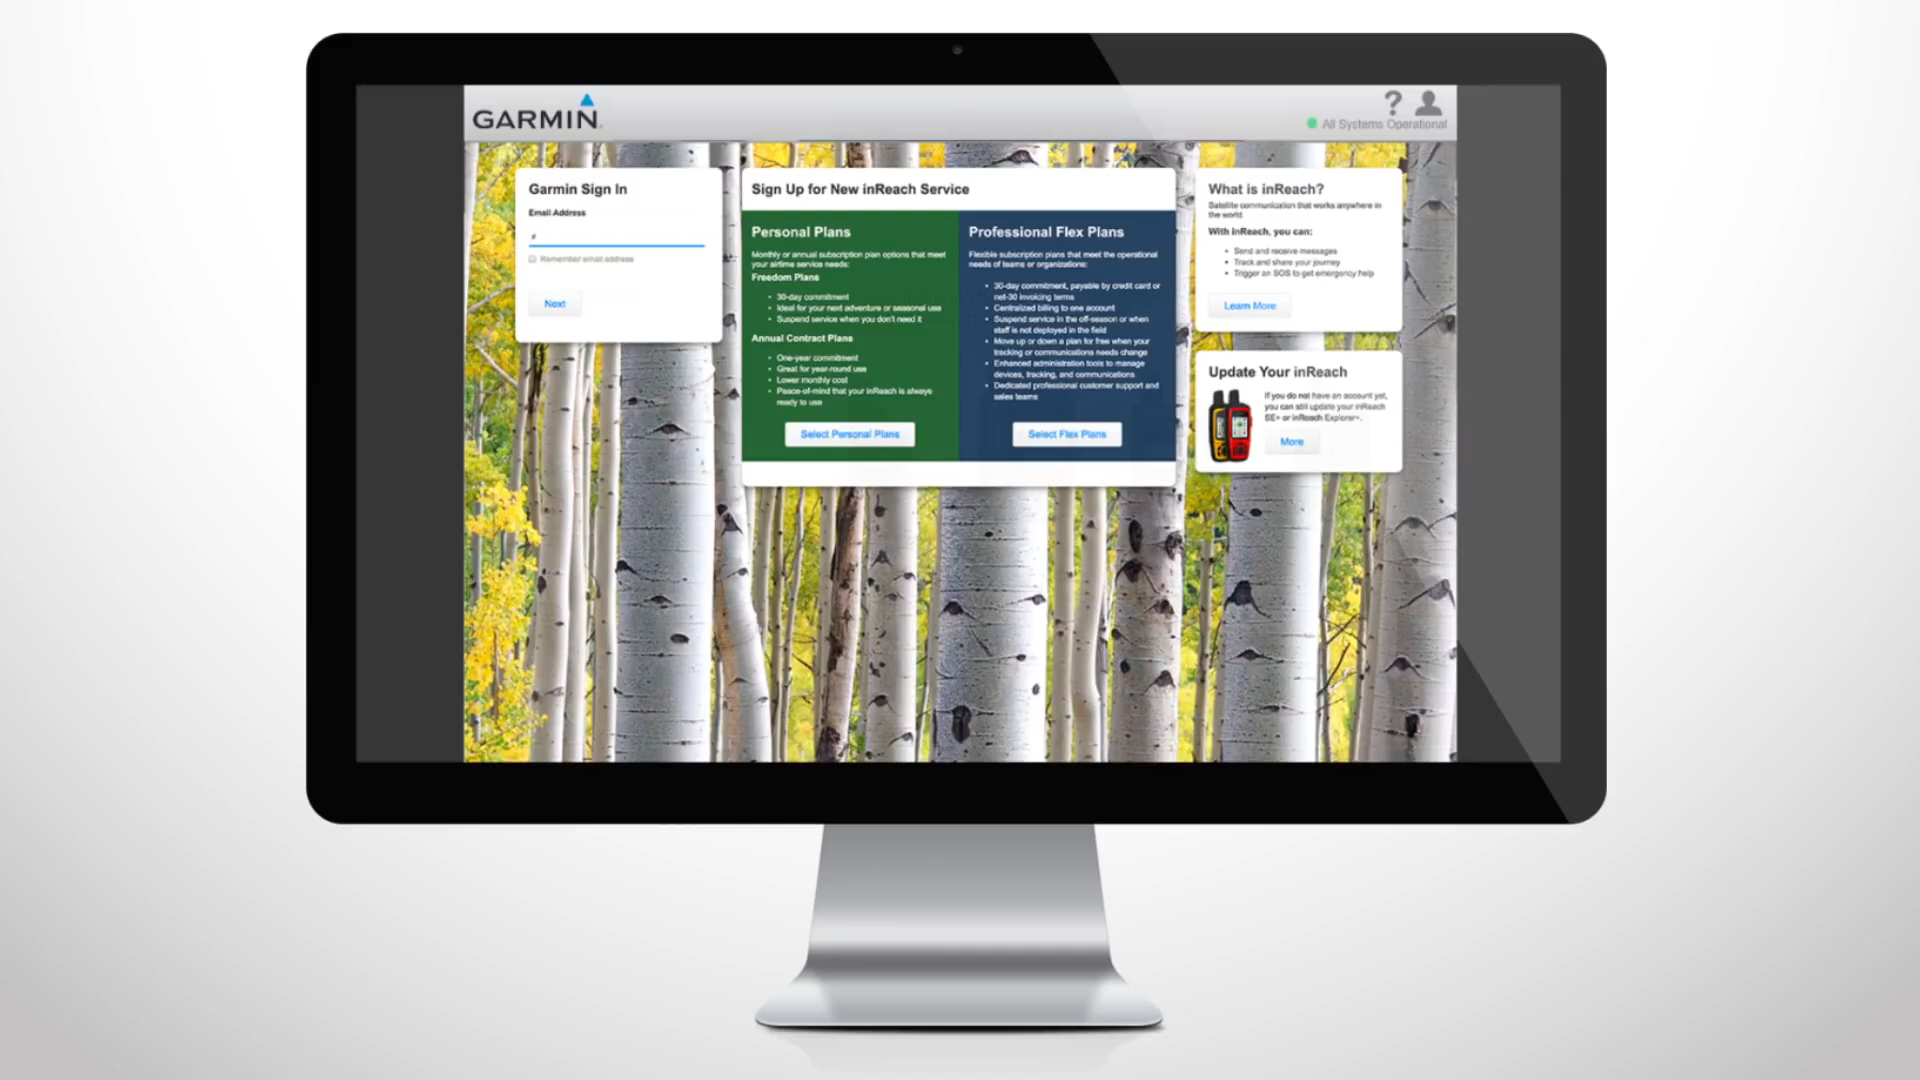 GARMIN
All Systems Operational
Garmin Sign In
Email Address
Remember email address
Next
Sign Up for New inReach Service
Personal Plans
Monthly or annual subscription plan options that meet
your airtime service needs:
Freedom Plans
• 30-day commitment
• Ideal for your next adventure or seasonal use
• Suspend service when you don't need it
Annual Contract Plans
• One-year commitment
• Great for year-round use
• Lower monthly cost
• Peace-of-mind that your inReach is always
ready to use
Select Personal Plans
Professional Flex Plans
Flexible subscription plans that meet the operational
needs of teams or organizations:
• 30-day commitment, payable by credit card or
net-30 invoicing terms
• Centralized billing to one account
• Suspend service in the off-season or when
staff is not deployed in the field
• Move up or down a plan for free when your
tracking or communications needs change
• Enhanced administration tools to manage
devices, tracking, and communications
• Dedicated professional customer support and
sales teams
Select Flex Plans
What is inReach?
Satellite communication that works anywhere in
the world.
With inReach, you can:
• Send and receive messages
• Track and share your journey
• Trigger an SOS to get emergency help
Learn More
Update Your inReach
If you do not have an account yet,
you can still update your inReach
SE+ or inReach Explorer+.
More